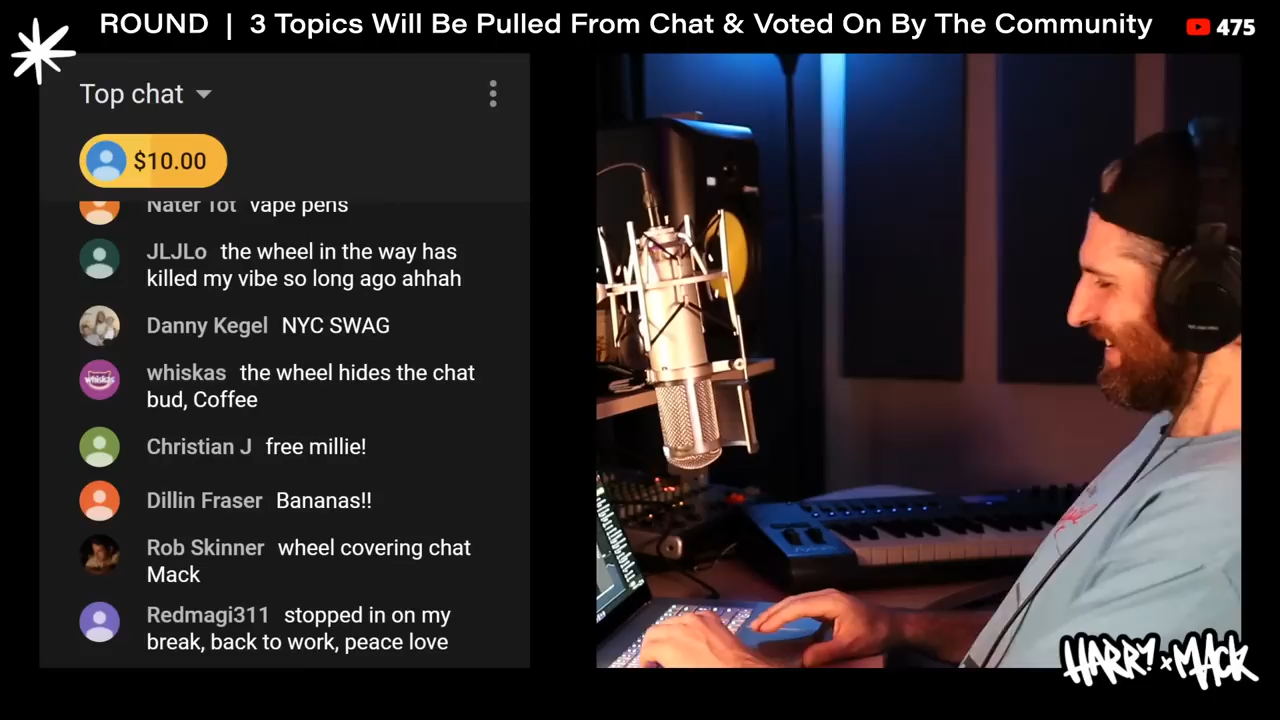 ROUND | 3 Topics Will Be Pulled From Chat & Voted On By The Community
475
Top chat
$10.00
Nater Tot vape pens
JLJLo the wheel in the way has
killed my vibe so long ago ahhah
Danny Kegel NYC SWAG
whiskas the wheel hides the chat
bud, Coffee
Christian J free millie!
Dillin Fraser Bananas!!
Rob Skinner wheel covering chat
Mack
Redmagi311 stopped in on my
break, back to work, peace love
HARRY x MACK